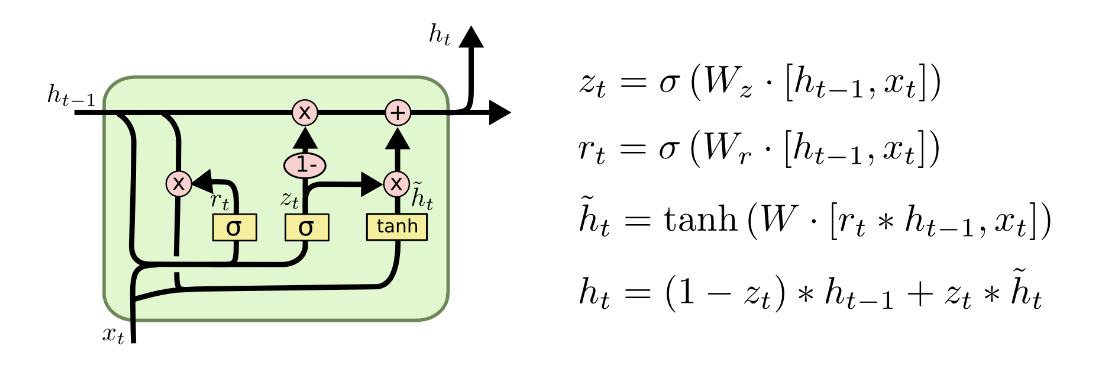 h_t
h_{t-1}
x
+
1-
x
x
r_t
z_t
h̃_t
σ
σ
tanh
x_t
z_t = σ (W_z · [h_{t-1}, x_t])
r_t = σ (W_r · [h_{t-1}, x_t])
h̃_t = tanh (W · [r_t * h_{t-1}, x_t])
h_t = (1 − z_t) * h_{t-1} + z_t * h̃_t